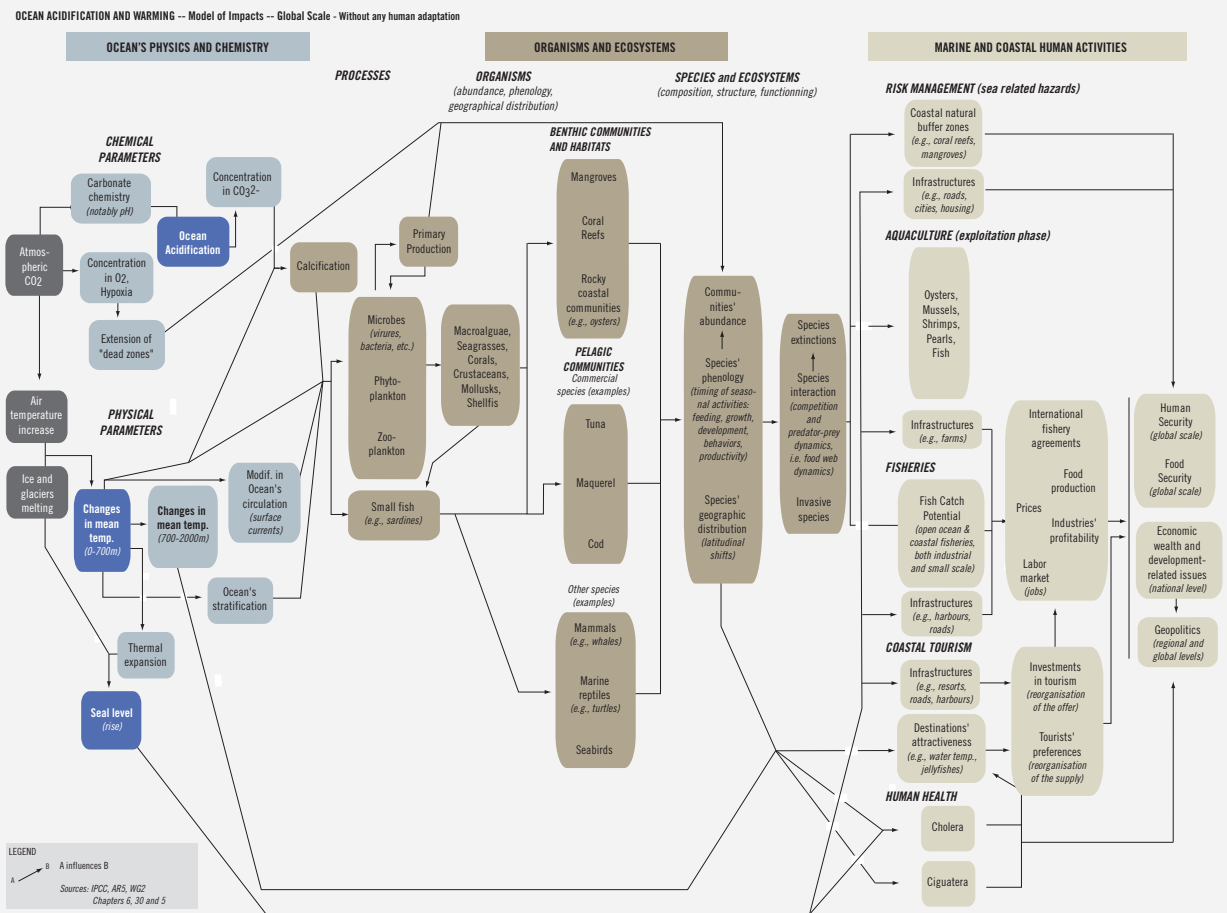 OCEAN ACIDIFICATION AND WARMING -- Model of Impacts -- Global Scale - Without any human adaptation
OCEAN'S PHYSICS AND CHEMISTRY
ORGANISMS AND ECOSYSTEMS
MARINE AND COASTAL HUMAN ACTIVITIES
PROCESSES
ORGANISMS
(abundance, phenology,
geographical distribution)
SPECIES and ECOSYSTEMS
(composition, structure, functionning)
CHEMICAL
PARAMETERS
Carbonate
chemistry
(notably pH)
Concentration
in CO32-
Ocean
Acidification
Atmos-
pheric
CO2
Concentration
in O2,
Hypoxia
Extension of
"dead zones"
Air
temperature
increase
PHYSICAL
PARAMETERS
Ice and
glaciers
melting
Changes
in mean
temp.
(0-700m)
Changes in
mean temp.
(700-2000m)
Modif. in
Ocean's
circulation
(surface
currents)
Ocean's
stratification
Thermal
expansion
Seal level
(rise)
Calcification
Primary
Production
Microbes
(virures,
bacteria, etc.)
Phyto-
plankton
Zoo-
plankton
Macroalguae,
Seagrasses,
Corals,
Crustaceans,
Mollusks,
Shellfis
Small fish
(e.g., sardines)
BENTHIC COMMUNITIES
AND HABITATS
Mangroves
Coral
Reefs
Rocky
coastal
communities
(e.g., oysters)
PELAGIC
COMMUNITIES
Commercial
species (examples)
Tuna
Maquerel
Cod
Other species
(examples)
Mammals
(e.g., whales)
Marine
reptiles
(e.g., turtles)
Seabirds
Commu-
nities'
abundance
Species'
phenology
(timing of seaso-
nal activities:
feeding, growth,
development,
behaviors,
productivity)
Species'
geographic
distribution
(latitudinal
shifts)
Species
extinctions
Species
interaction
(competition
and
predator-prey
dynamics,
i.e. food web
dynamics)
Invasive
species
RISK MANAGEMENT (sea related hazards)
Coastal natural
buffer zones
(e.g., coral reefs,
mangroves)
Infrastructures
(e.g., roads,
cities, housing)
AQUACULTURE (exploitation phase)
Oysters,
Mussels,
Shrimps,
Pearls,
Fish
Infrastructures
(e.g., farms)
FISHERIES
Fish Catch
Potential
(open ocean &
coastal fisheries,
both industrial
and small scale)
Infrastructures
(e.g., harbours,
roads)
COASTAL TOURISM
Infrastructures
(e.g., resorts,
roads, harbours)
Destinations'
attractiveness
(e.g., water temp.,
jellyfishes)
HUMAN HEALTH
Cholera
Ciguatera
International
fishery
agreements
Food
production
Prices
Industries'
profitability
Labor
market
(jobs)
Investments
in tourism
(reorganisation
of the offer)
Tourists'
preferences
(reorganisation
of the supply)
Human
Security
(global scale)
Food
Security
(global scale)
Economic
wealth and
development-
related issues
(national level)
Geopolitics
(regional and
global levels)
LEGEND
A
B
A influences B
Sources: IPCC, AR5, WG2
Chapters 6, 30 and 5